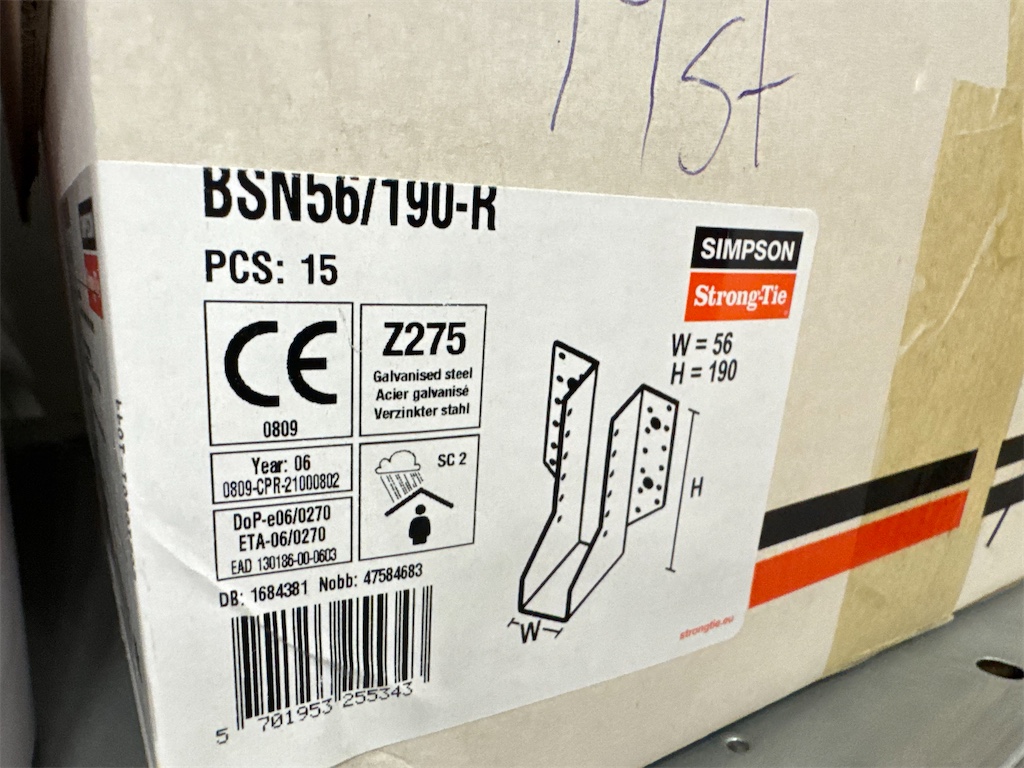 st
BSN56/190-R
PCS: 15
SIMPSON
Strong-Tie
W = 56
H = 190
CE
0809
Z275
Galvanised steel
Acier galvanisé
Verzinkter stahl
Year: 06
0809-CPR-21000802
SC 2
DoP-e06/0270
ETA-06/0270
EAD 130186-00-0603
DB: 1684381 Nobb: 47584683
H
W
strongtie.eu
5 701953 255343